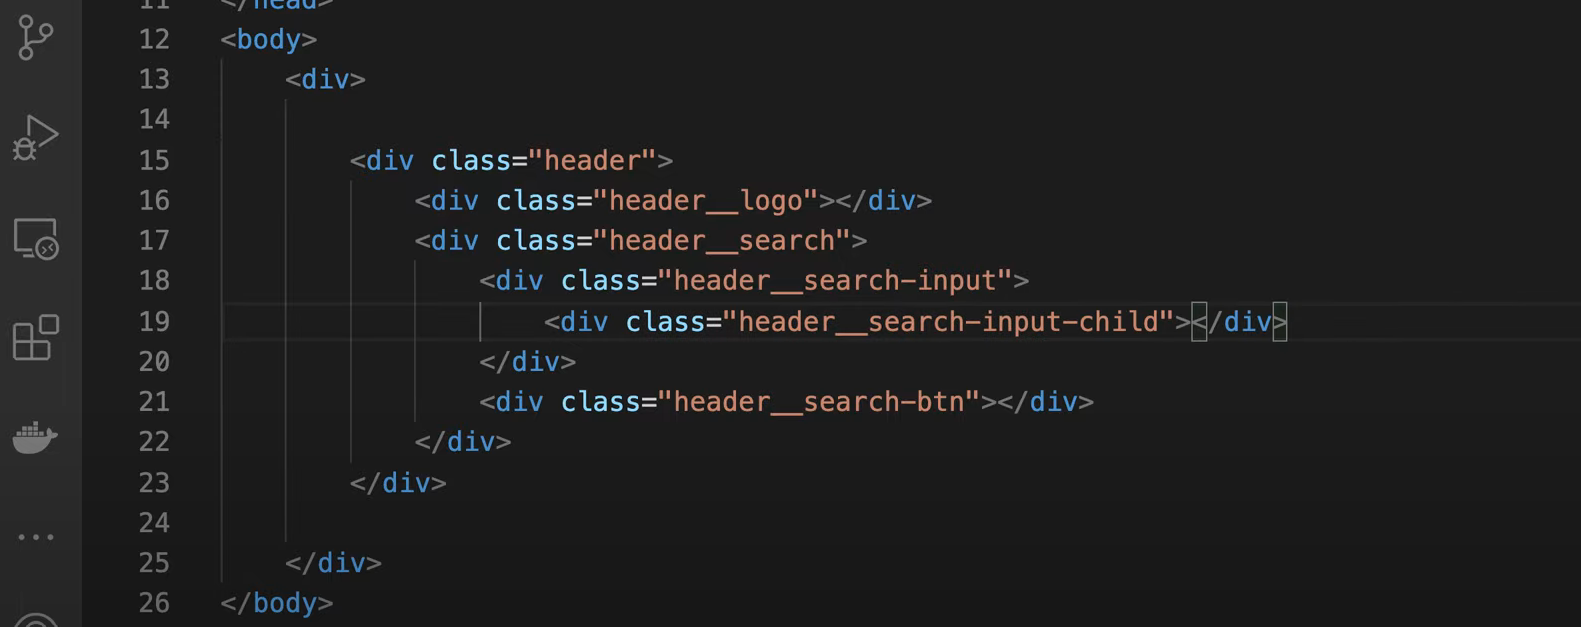 11 </head>
12 <body>
13 <div>
14
15 <div class="header">
16 <div class="header__logo"></div>
17 <div class="header__search">
18 <div class="header__search-input">
19 <div class="header__search-input-child"></div>
20 </div>
21 <div class="header__search-btn"></div>
22 </div>
23 </div>
24
25 </div>
26 </body>